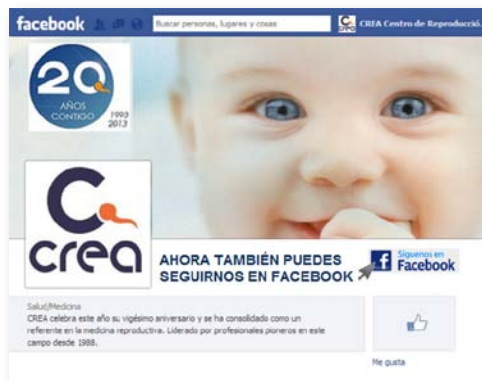 facebook
Buscar personas, lugares y cosas
CREA Centro de Reproducció.
20
AÑOS
CONTIGO
1993
2013
crea
crea
AHORA TAMBIÉN PUEDES
SEGUIRNOS EN FACEBOOK
Síguenos en
Facebook
Salud/Medicina
CREA celebra este año su vigésimo aniversario y se ha consolidado como un
referente en la medicina reproductiva. Liderado por profesionales pioneros en este
campo desde 1988.
Me gusta